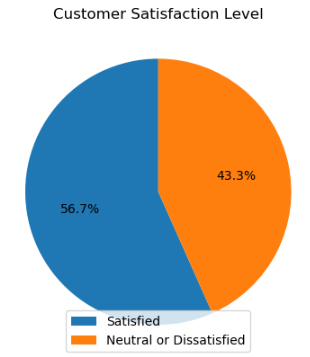 Customer Satisfaction Level
43.3%
56.7%
Satisfied
Neutral or Dissatisfied